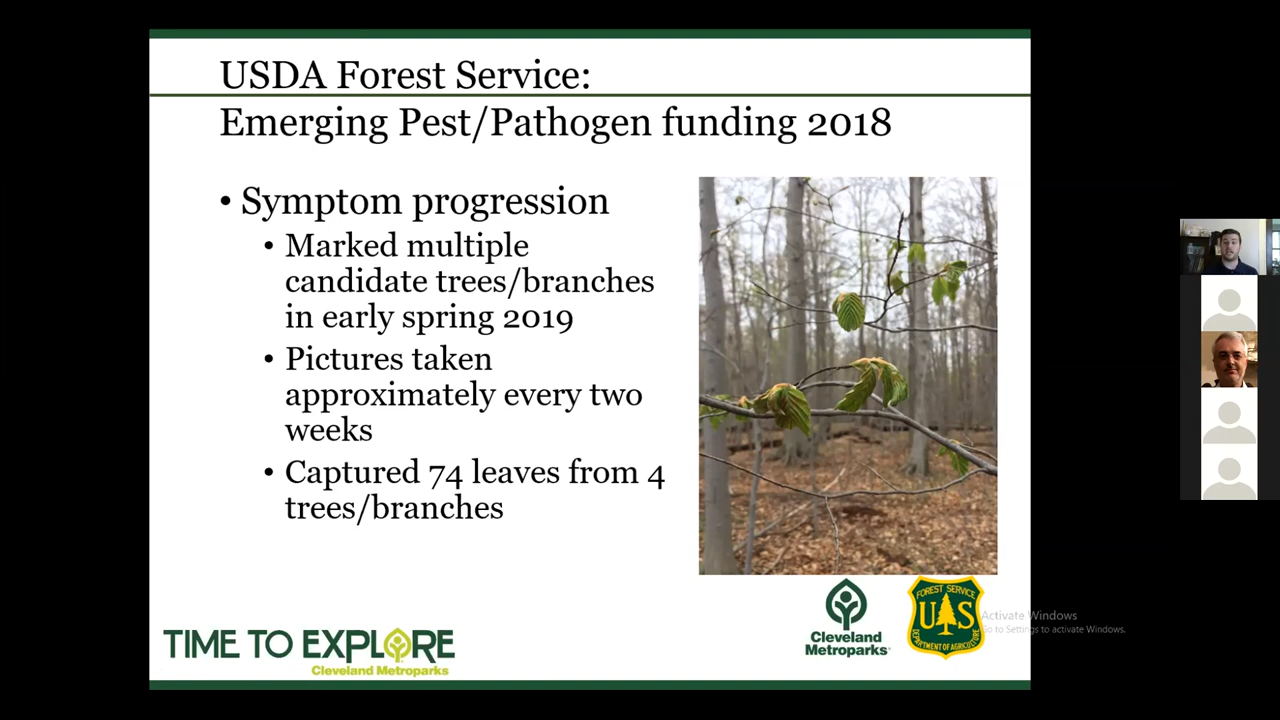 USDA Forest Service:
Emerging Pest/Pathogen funding 2018
• Symptom progression
• Marked multiple
candidate trees/branches
in early spring 2019
• Pictures taken
approximately every two
weeks
• Captured 74 leaves from 4
trees/branches
TIME TO EXPLORE
Cleveland Metroparks
Cleveland
Metroparks
FOREST SERVICE
U S
DEPARTMENT OF AGRICULTURE
Activate Windows
Go to Settings to activate Windows.